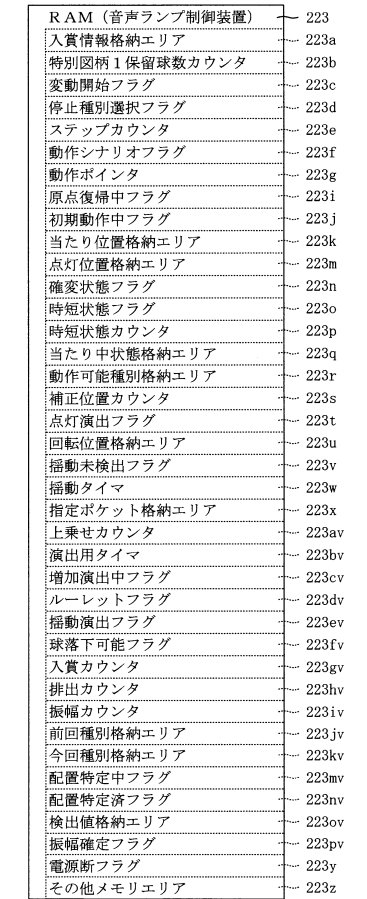 RAM（音声ランプ制御装置） 223
入賞情報格納エリア 223a
特別図柄1保留球数カウンタ 223b
変動開始フラグ 223c
停止種別選択フラグ 223d
ステップカウンタ 223e
動作シナリオフラグ 223f
動作ポインタ 223g
原点復帰中フラグ 223i
初期動作中フラグ 223j
当たり位置格納エリア 223k
点灯位置格納エリア 223m
確変状態フラグ 223n
時短状態フラグ 223o
時短状態カウンタ 223p
当たり中状態格納エリア 223q
動作可能種別格納エリア 223r
補正位置カウンタ 223s
点灯演出フラグ 223t
回転位置格納エリア 223u
揺動未検出フラグ 223v
揺動タイマ 223w
指定ポケット格納エリア 223x
上乗せカウンタ 223av
演出用タイマ 223bv
増加演出中フラグ 223cv
ルーレットフラグ 223dv
揺動演出フラグ 223ev
球落下可能フラグ 223fv
入賞カウンタ 223gv
排出カウンタ 223hv
振幅カウンタ 223iv
前回種別格納エリア 223jv
今回種別格納エリア 223kv
配置特定中フラグ 223mv
配置特定済フラグ 223nv
検出値格納エリア 223ov
振幅確定フラグ 223pv
電源断フラグ 223y
その他メモリエリア 223z